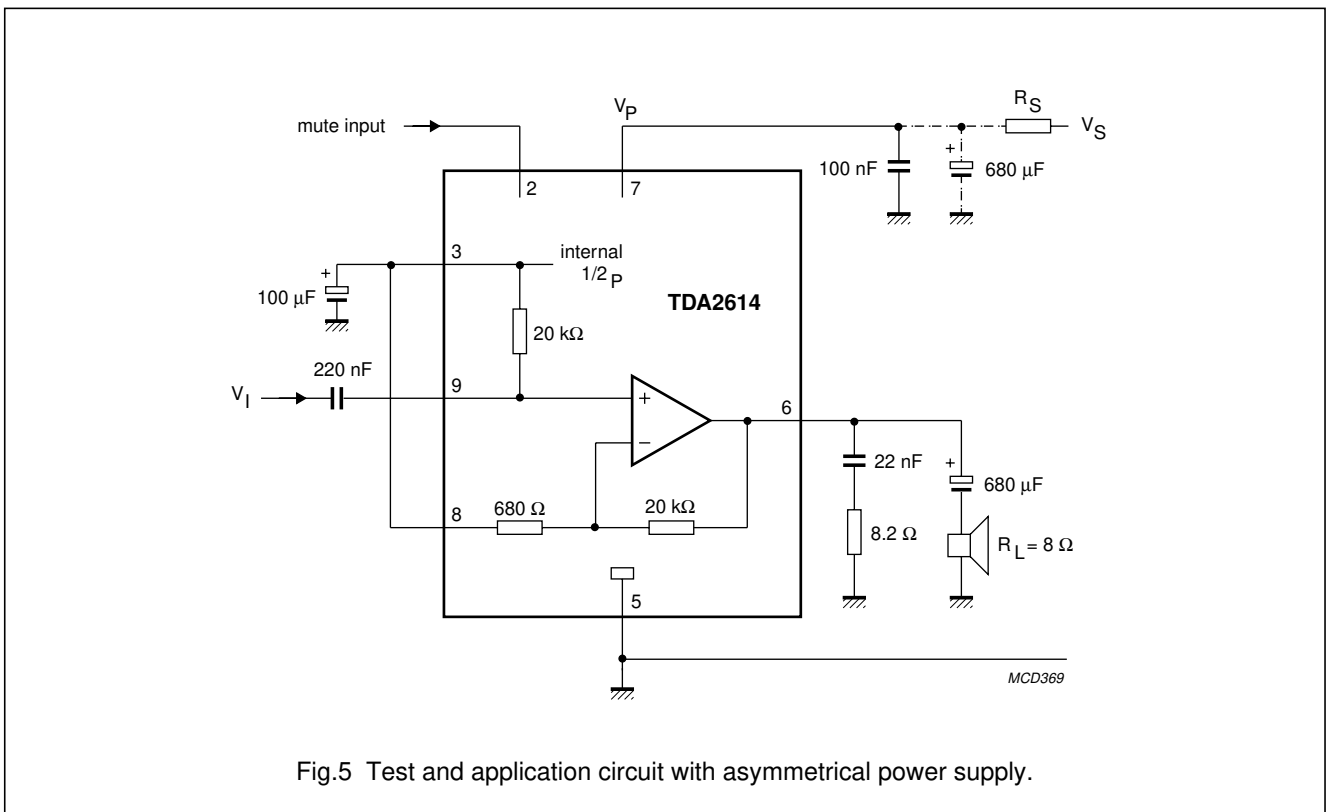 R S
V P
mute input
V S
+
100 nF
680 µF
2
7
3
internal
1/2 P
+
100 µF
TDA2614
20 kΩ
220 nF
V I
9
+
6
−
22 nF
+
680 µF
8
680 Ω
20 kΩ
8.2 Ω
R L = 8 Ω
5
MCD369
Fig.5 Test and application circuit with asymmetrical power supply.